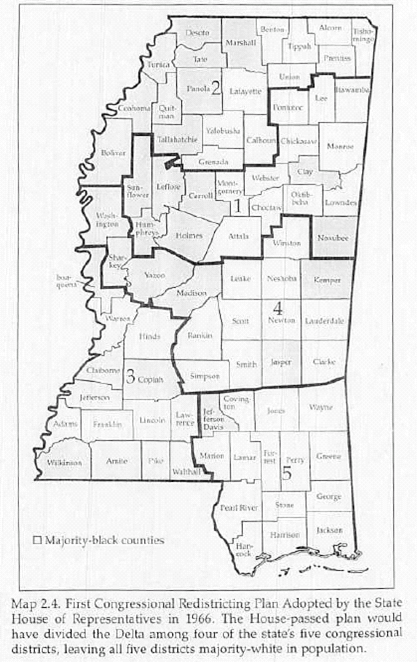 Desoto
Benton
Alcorn
Tisho-
mingo
Marshall
Tippah
Prentiss
Tate
Tunica
Union
Panola
2
Lafayette
Lee
Itawamba
Pontotoc
Coahoma
Quit-
man
Yalobusha
Tallahatchie
Calhoun
Chickasaw
Monroe
Bolivar
Grenada
Clay
Webster
Sun-
flower
Leflore
Carroll
Mont-
gomery
1
Choctaw
Oktib-
beha
Lowndes
Wash-
ington
Hum-
phreys
Holmes
Attala
Winston
Noxubee
Shar-
key
Yazoo
Leake
Neshoba
Kemper
Madison
Warren
4
Hinds
Rankin
Scott
Newton
Lauderdale
Claiborne
3
Copiah
Simpson
Smith
Jasper
Clarke
Jefferson
Coving-
ton
Jones
Wayne
Adams
Franklin
Lincoln
Law-
rence
Jef-
ferson
Davis
Wilkinson
Amite
Pike
Walthall
Marion
Lamar
For-
rest
Perry
5
Greene
Pearl River
Stone
George
Han-
cock
Harrison
Jackson
Majority-black counties
Map 2.4. First Congressional Redistricting Plan Adopted by the State
House of Representatives in 1966. The House-passed plan would
have divided the Delta among four of the state's five congressional
districts, leaving all five districts majority-white in population.